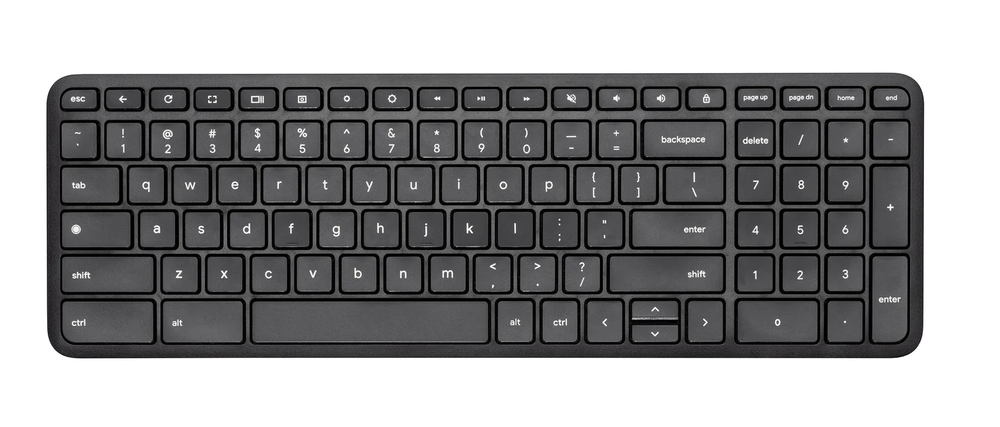 esc page up page dn home end
~ ! @ # $ % ^ & * ( ) — +
` 1 2 3 4 5 6 7 8 9 0 - = backspace delete / * -
tab q w e r t y u i o p { [ } ] | \ 7 8 9
a s d f g h j k l : ; " ' enter 4 5 6 +
shift z x c v b n m < , > . ? / shift 1 2 3
ctrl alt alt ctrl < ^ v > 0 . enter